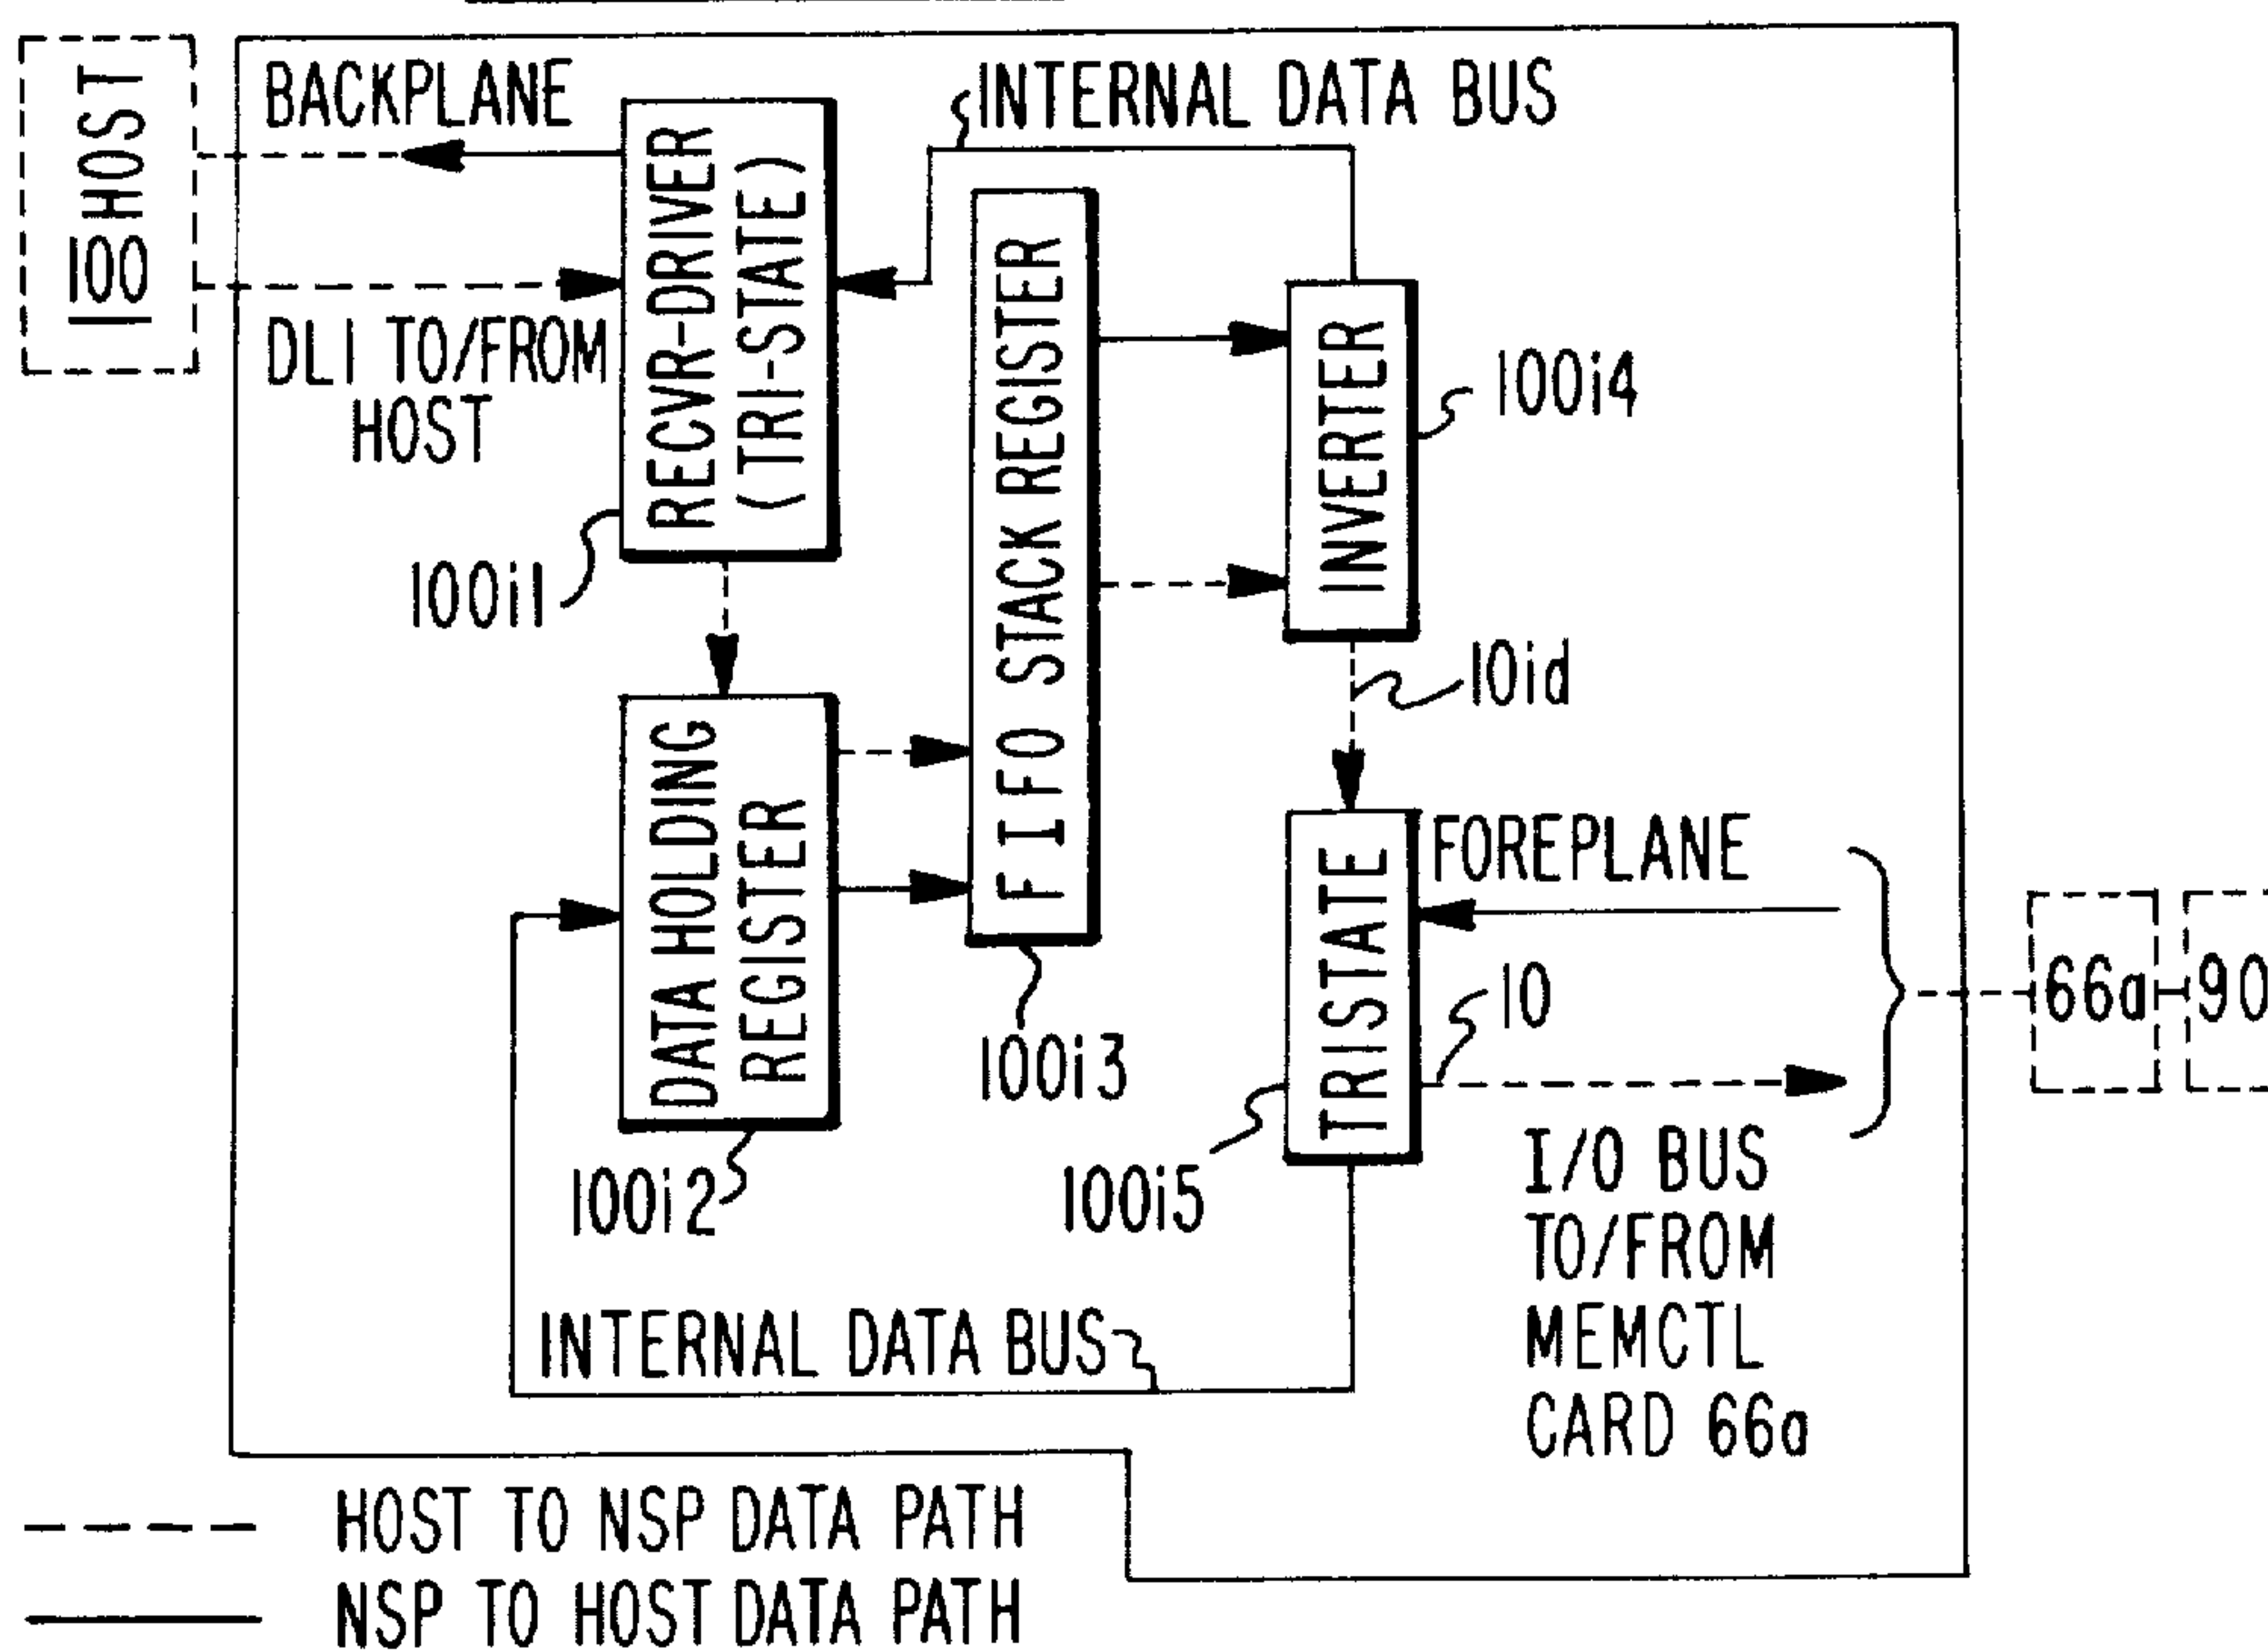 100 HOST
BACKPLANE
INTERNAL DATA BUS
DLI TO/FROM
HOST
RECVR-DRIVER
(TRI-STATE)
100i1
FIFO STACK REGISTER
INVERTER
100i4
10id
DATA HOLDING
REGISTER
100i2
100i3
TRISTATE
100i5
FOREPLANE
10
66a
90
I/O BUS
TO/FROM
MEMCTL
CARD 66a
INTERNAL DATA BUS
HOST TO NSP DATA PATH
NSP TO HOST DATA PATH